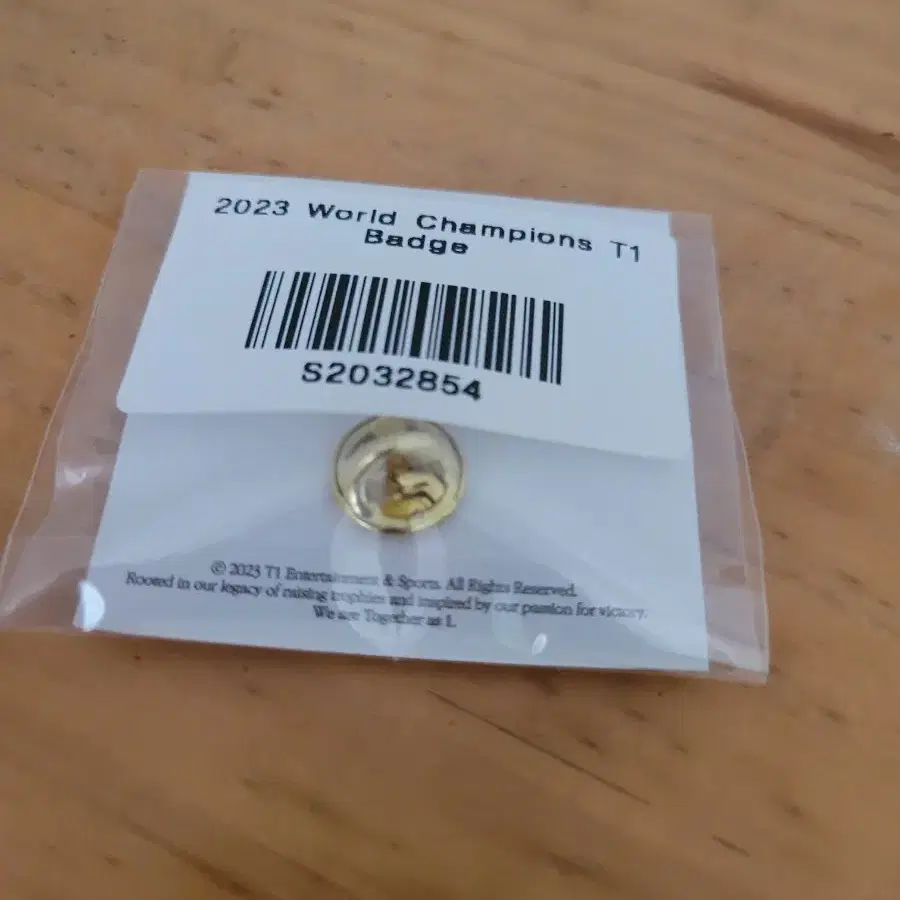 2023 World Champions T1
Badge
S2032854
© 2023 T1 Entertainment & Sports. All Rights Reserved.
Rooted in our legacy of raising trophies and inspired by our passion for victory.
We are Together as 1.